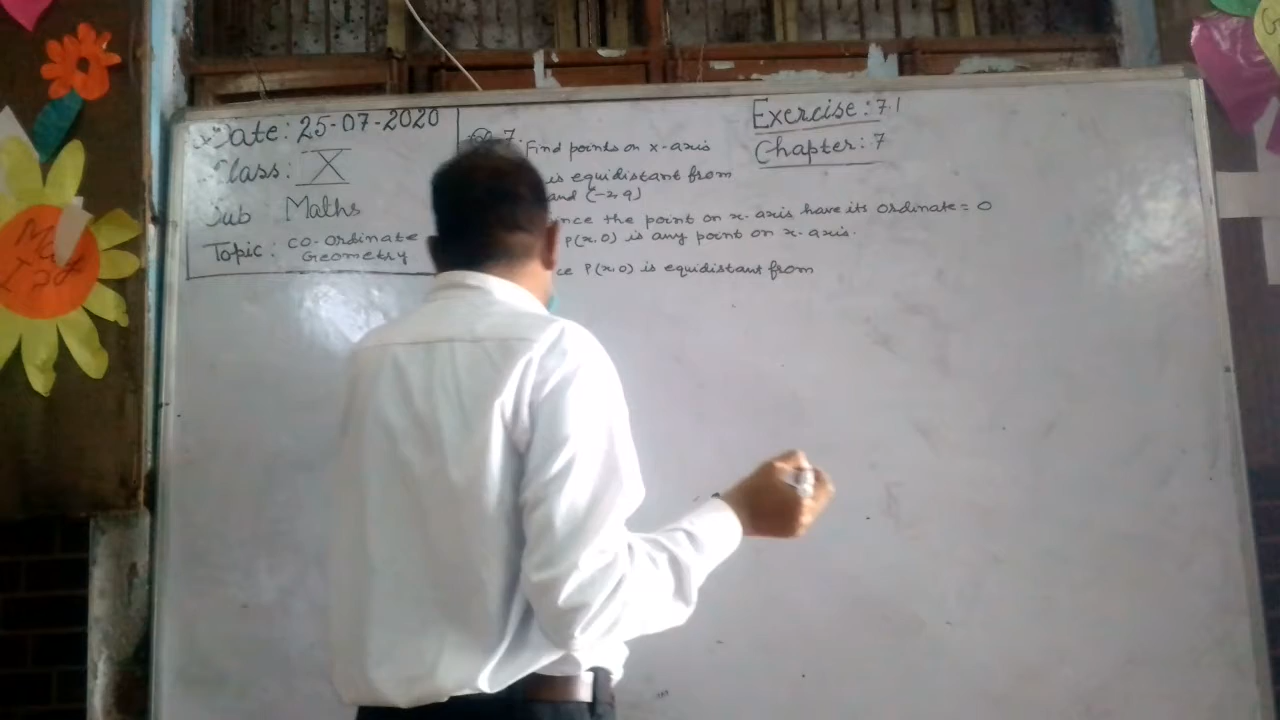 Date: 25-07-2020
Class: X
Sub Maths
Topic: Co-ordinate
Geometry
7. Find points on x-axis
is equidistant from
and (-2, 9)
the point on x-axis have its ordinate = 0
P(x,0) is any point on x-axis.
P(x,0) is equidistant from
Exercise: 7.1
Chapter: 7